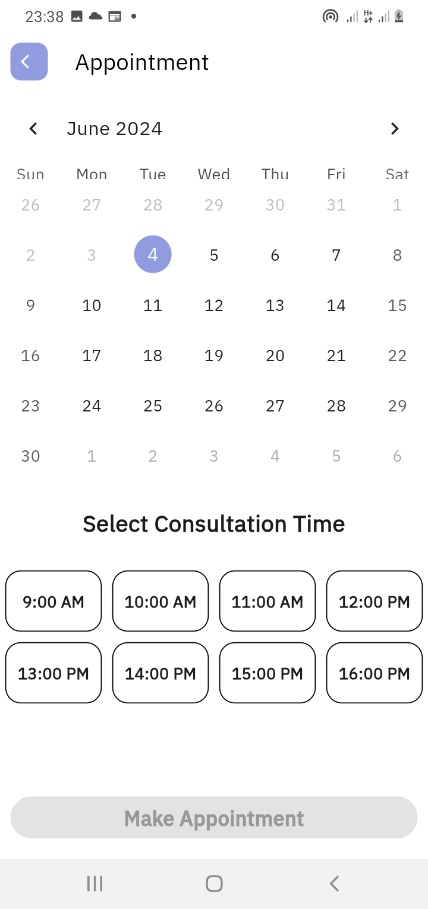 23:38
Appointment
June 2024
Sun Mon Tue Wed Thu Fri Sat
26 27 28 29 30 31 1
2 3 4 5 6 7 8
9 10 11 12 13 14 15
16 17 18 19 20 21 22
23 24 25 26 27 28 29
30 1 2 3 4 5 6
Select Consultation Time
9:00 AM 10:00 AM 11:00 AM 12:00 PM
13:00 PM 14:00 PM 15:00 PM 16:00 PM
Make Appointment